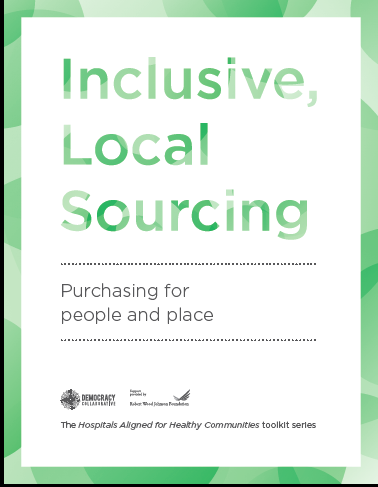 Inclusive,
Local
Sourcing
Purchasing for
people and place
DEMOCRACY
COLLABORATIVE
Support
provided by
Robert Wood Johnson Foundation
The Hospitals Aligned for Healthy Communities toolkit series